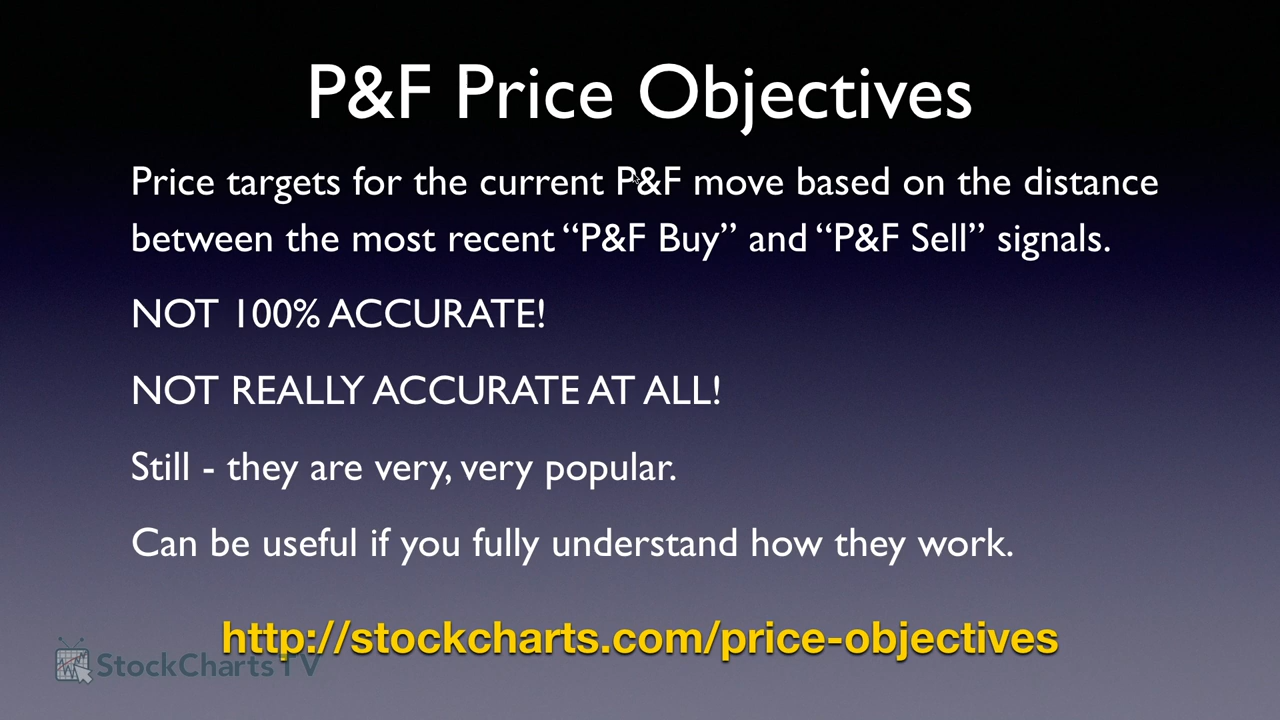 P&F Price Objectives
Price targets for the current P&F move based on the distance
between the most recent “P&F Buy” and “P&F Sell” signals.
NOT 100% ACCURATE!
NOT REALLY ACCURATE AT ALL!
Still - they are very, very popular.
Can be useful if you fully understand how they work.
http://stockcharts.com/price-objectives
StockCharts TV